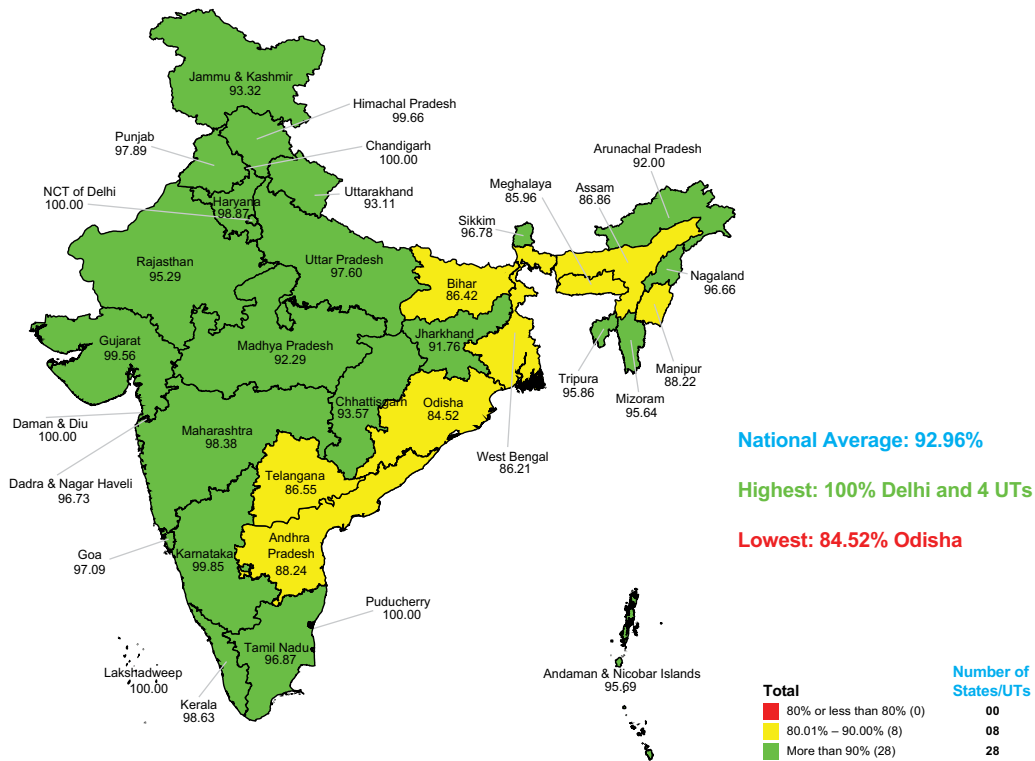 Jammu & Kashmir
93.32
Himachal Pradesh
99.66
Punjab
97.89
Chandigarh
100.00
Arunachal Pradesh
92.00
NCT of Delhi
100.00
Haryana
98.87
Uttarakhand
93.11
Meghalaya
85.96
Assam
86.86
Sikkim
96.78
Rajasthan
95.29
Uttar Pradesh
97.60
Bihar
86.42
Nagaland
96.66
Gujarat
99.56
Madhya Pradesh
92.29
Jharkhand
91.76
Tripura
95.86
Manipur
88.22
Mizoram
95.64
Chhattisgarh
93.57
Odisha
84.52
Daman & Diu
100.00
Maharashtra
98.38
West Bengal
86.21
Dadra & Nagar Haveli
96.73
Telangana
86.55
National Average: 92.96%
Highest: 100% Delhi and 4 UTs
Lowest: 84.52% Odisha
Goa
97.09
Karnataka
99.85
Andhra
Pradesh
88.24
Puducherry
100.00
Tamil Nadu
96.87
Lakshadweep
100.00
Kerala
98.63
Andaman & Nicobar Islands
95.69
Total
Number of
States/UTs
80% or less than 80% (0) 00
80.01% – 90.00% (8) 08
More than 90% (28) 28